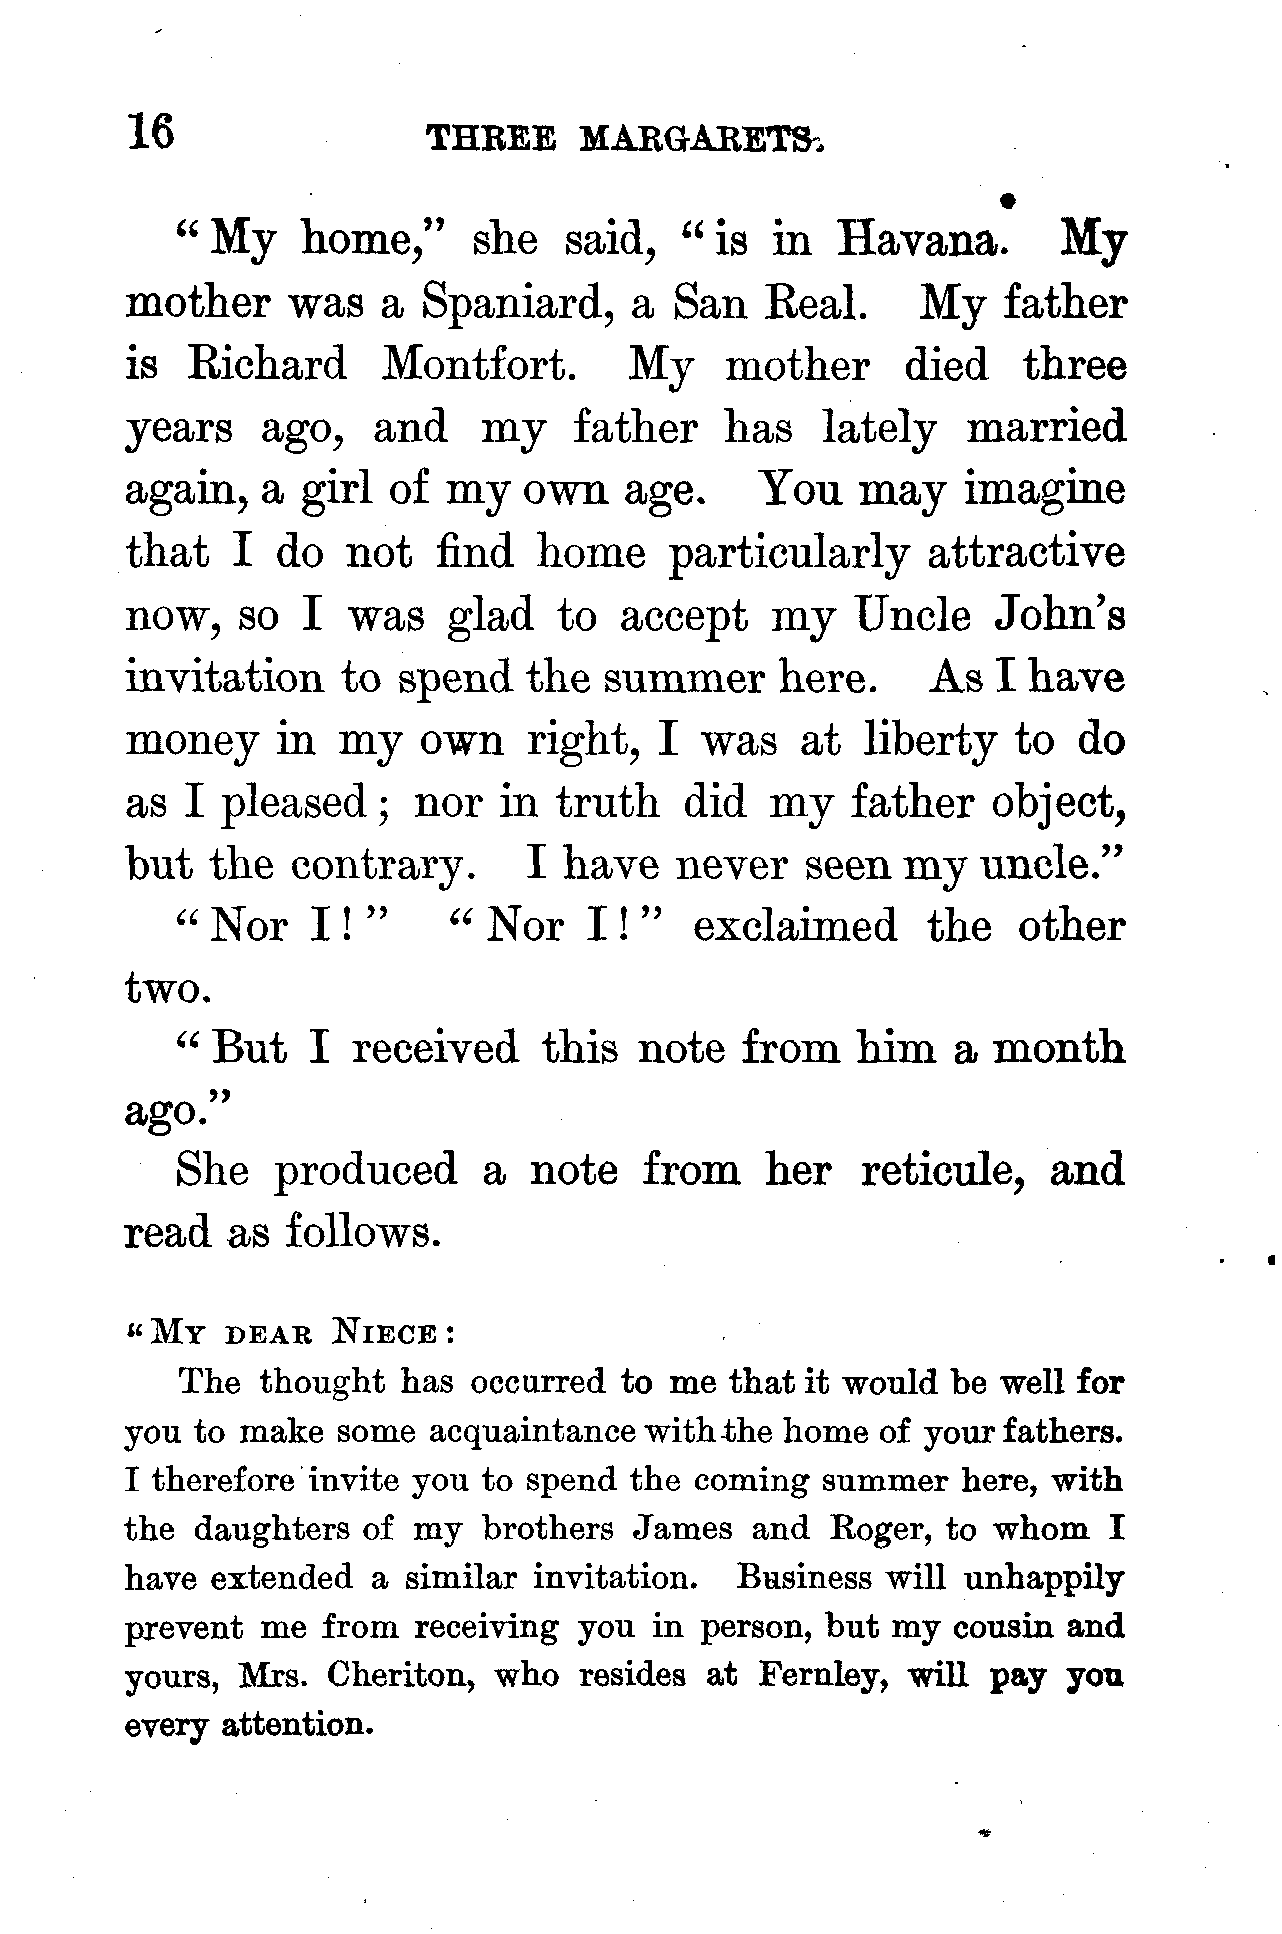 16 THREE MARGARETS.
“My home,” she said, “is in Havana. My
mother was a Spaniard, a San Real. My father
is Richard Montfort. My mother died three
years ago, and my father has lately married
again, a girl of my own age. You may imagine
that I do not find home particularly attractive
now, so I was glad to accept my Uncle John’s
invitation to spend the summer here. As I have
money in my own right, I was at liberty to do
as I pleased; nor in truth did my father object,
but the contrary. I have never seen my uncle.”
“Nor I!” “Nor I!” exclaimed the other
two.
“But I received this note from him a month
ago.”
She produced a note from her reticule, and
read as follows.
“MY DEAR NIECE:
The thought has occurred to me that it would be well for
you to make some acquaintance with the home of your fathers.
I therefore invite you to spend the coming summer here, with
the daughters of my brothers James and Roger, to whom I
have extended a similar invitation. Business will unhappily
prevent me from receiving you in person, but my cousin and
yours, Mrs. Cheriton, who resides at Fernley, will pay you
every attention.